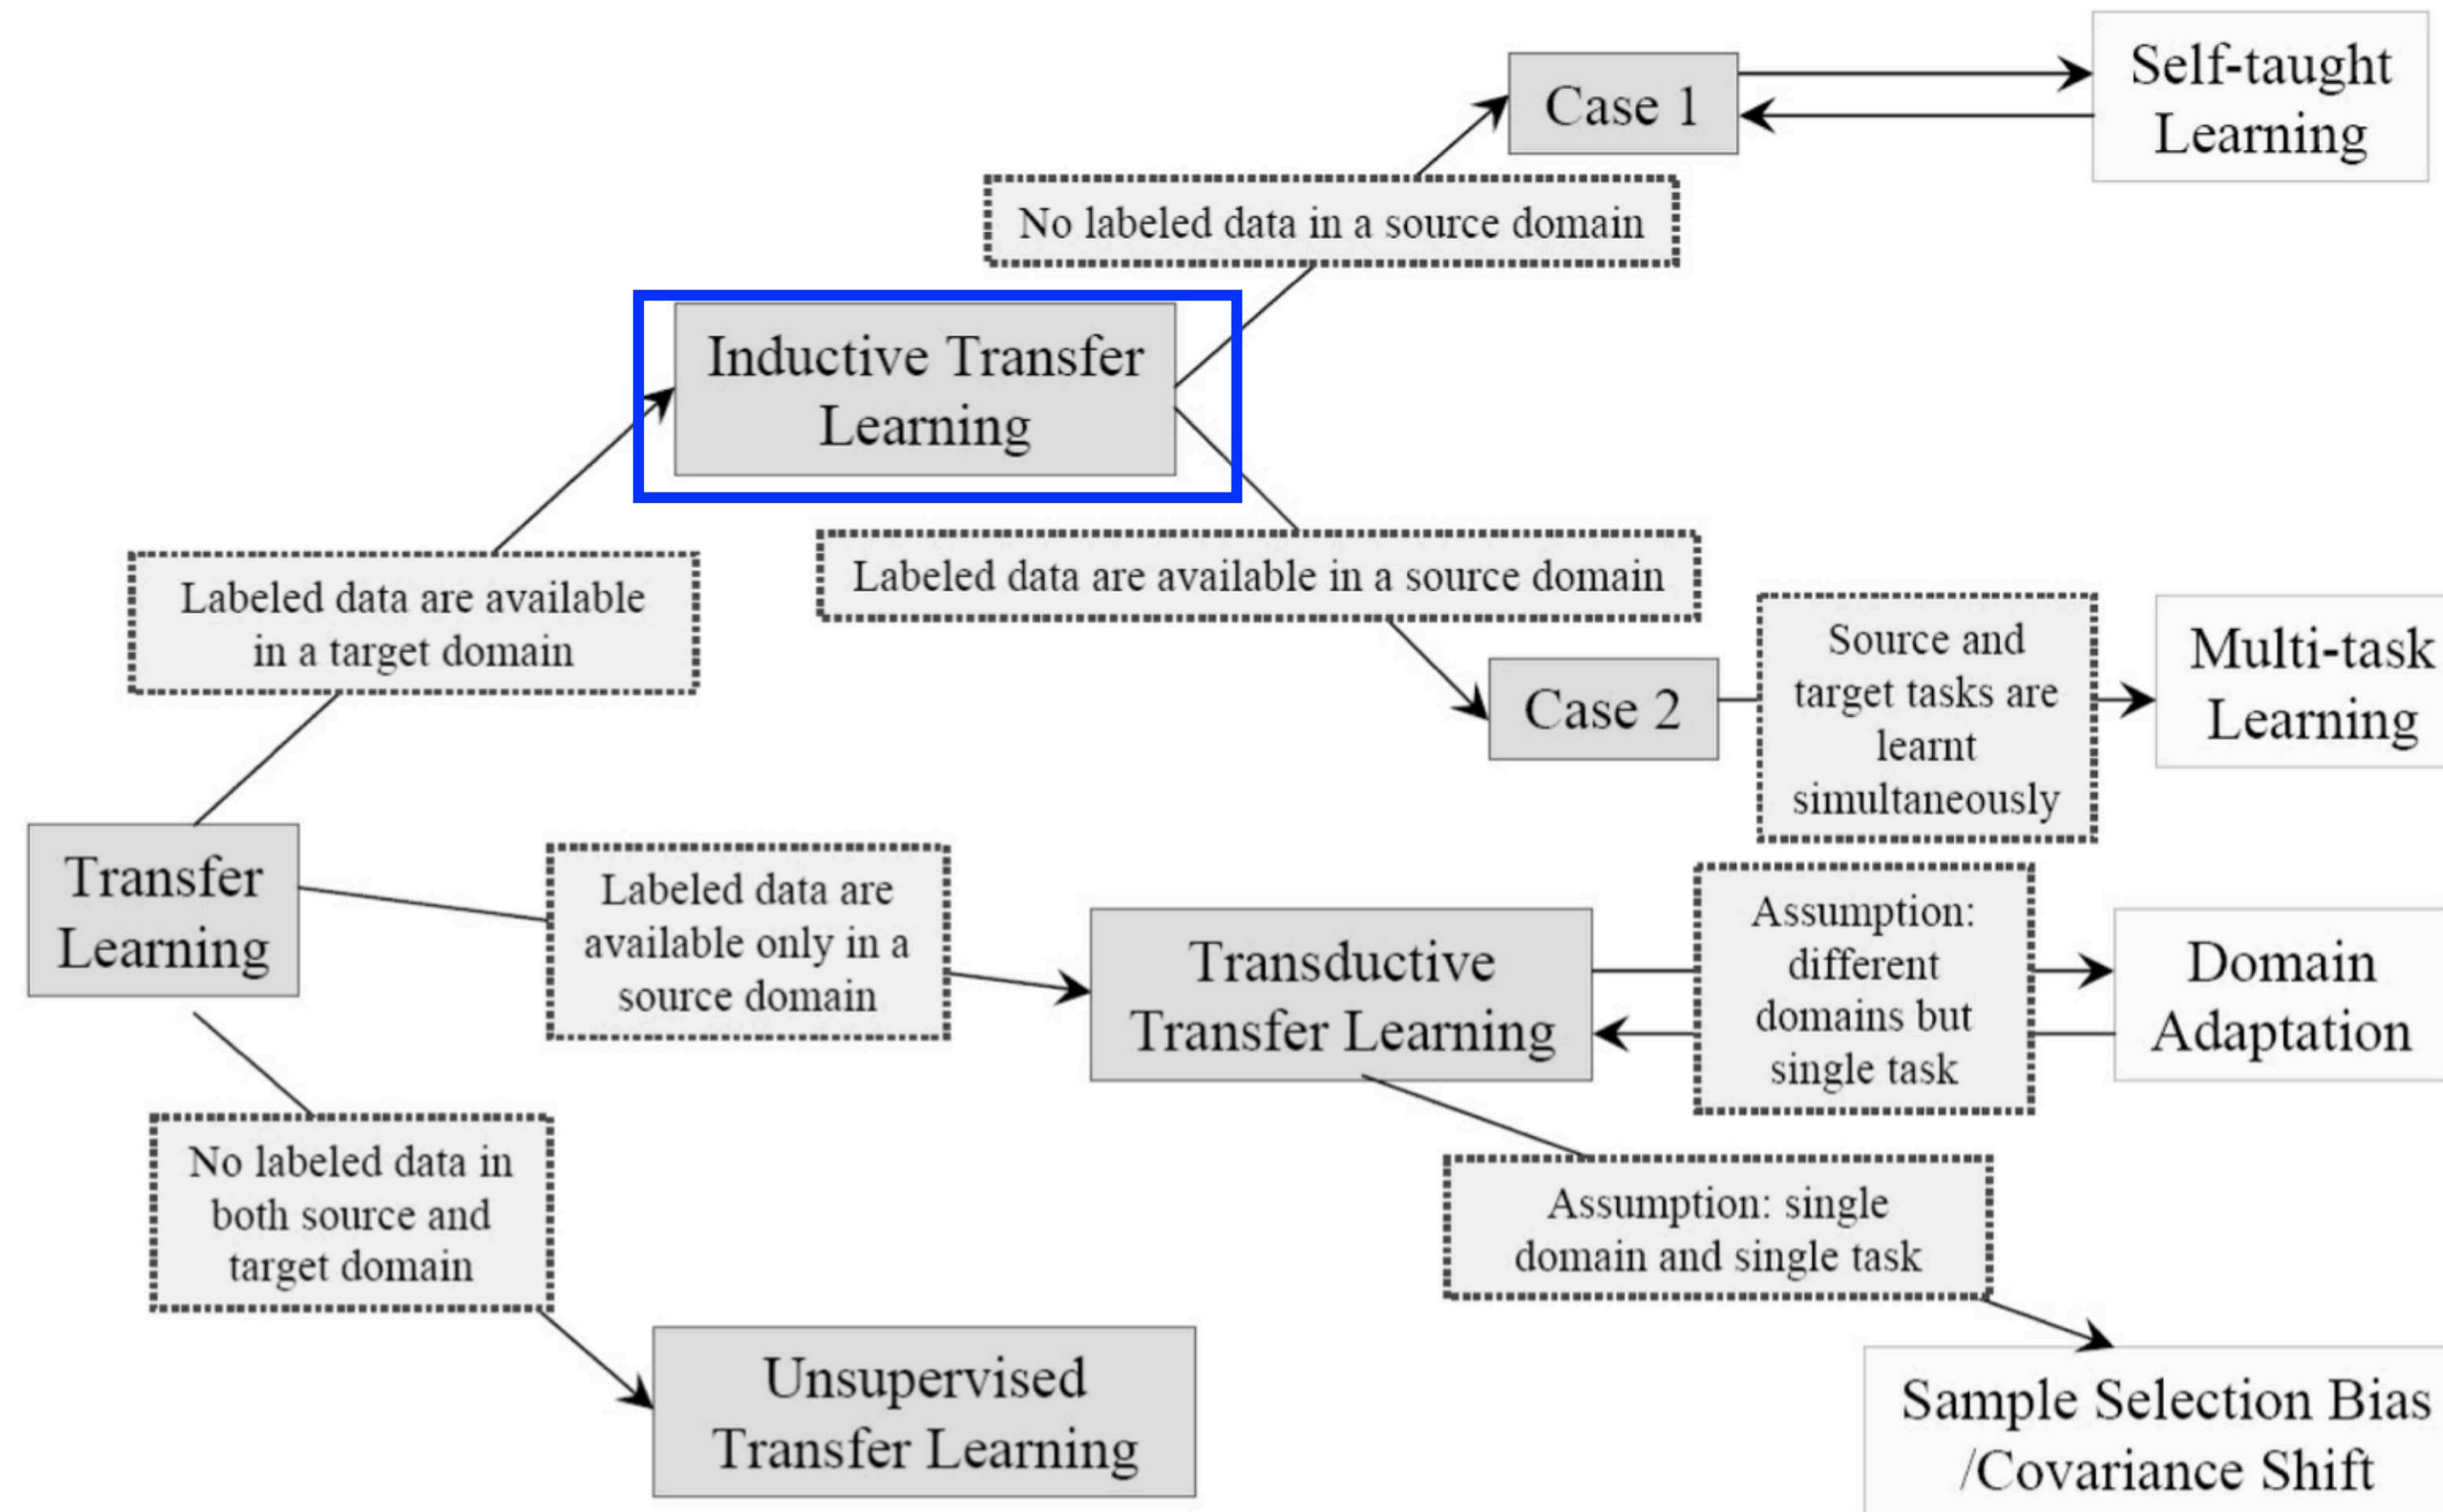 Case 1
Self-taught
Learning
No labeled data in a source domain
Inductive Transfer
Learning
Labeled data are available in a source domain
Labeled data are available
in a target domain
Case 2
Source and
target tasks are
learnt
simultaneously
Multi-task
Learning
Transfer
Learning
Labeled data are
available only in a
source domain
Transductive
Transfer Learning
Assumption:
different
domains but
single task
Domain
Adaptation
No labeled data in
both source and
target domain
Assumption: single
domain and single task
Unsupervised
Transfer Learning
Sample Selection Bias
/Covariance Shift